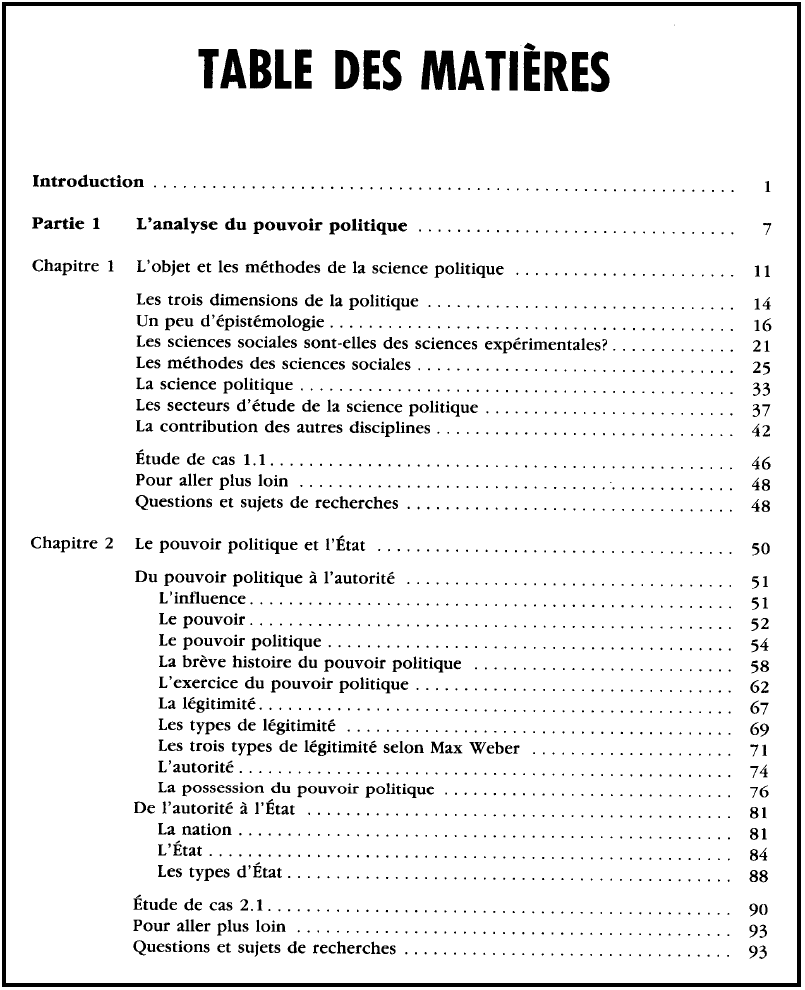 TABLE DES MATIÈRES
Introduction . . . . . . . . . . . . . . . . . . . . 1
Partie 1 L'analyse du pouvoir politique . . . . . . . . . . 7
Chapitre 1 L'objet et les méthodes de la science politique . . . . . . . . . . 11
Les trois dimensions de la politique . . . . . . . . . . 14
Un peu d'épistémologie . . . . . . . . . . 16
Les sciences sociales sont-elles des sciences expérimentales? . . . . . . . . . . 21
Les méthodes des sciences sociales . . . . . . . . . . 25
La science politique . . . . . . . . . . 33
Les secteurs d'étude de la science politique . . . . . . . . . . 37
La contribution des autres disciplines . . . . . . . . . . 42
Étude de cas 1.1 . . . . . . . . . . 46
Pour aller plus loin . . . . . . . . . . 48
Questions et sujets de recherches . . . . . . . . . . 48
Chapitre 2 Le pouvoir politique et l'État . . . . . . . . . . 50
Du pouvoir politique à l'autorité . . . . . . . . . . 51
L'influence . . . . . . . . . . 51
Le pouvoir . . . . . . . . . . 52
Le pouvoir politique . . . . . . . . . . 54
La brève histoire du pouvoir politique . . . . . . . . . . 58
L'exercice du pouvoir politique . . . . . . . . . . 62
La légitimité . . . . . . . . . . 67
Les types de légitimité . . . . . . . . . . 69
Les trois types de légitimité selon Max Weber . . . . . . . . . . 71
L'autorité . . . . . . . . . . 74
La possession du pouvoir politique . . . . . . . . . . 76
De l'autorité à l'État . . . . . . . . . . 81
La nation . . . . . . . . . . 81
L'État . . . . . . . . . . 84
Les types d'État . . . . . . . . . . 88
Étude de cas 2.1 . . . . . . . . . . 90
Pour aller plus loin . . . . . . . . . . 93
Questions et sujets de recherches . . . . . . . . . . 93